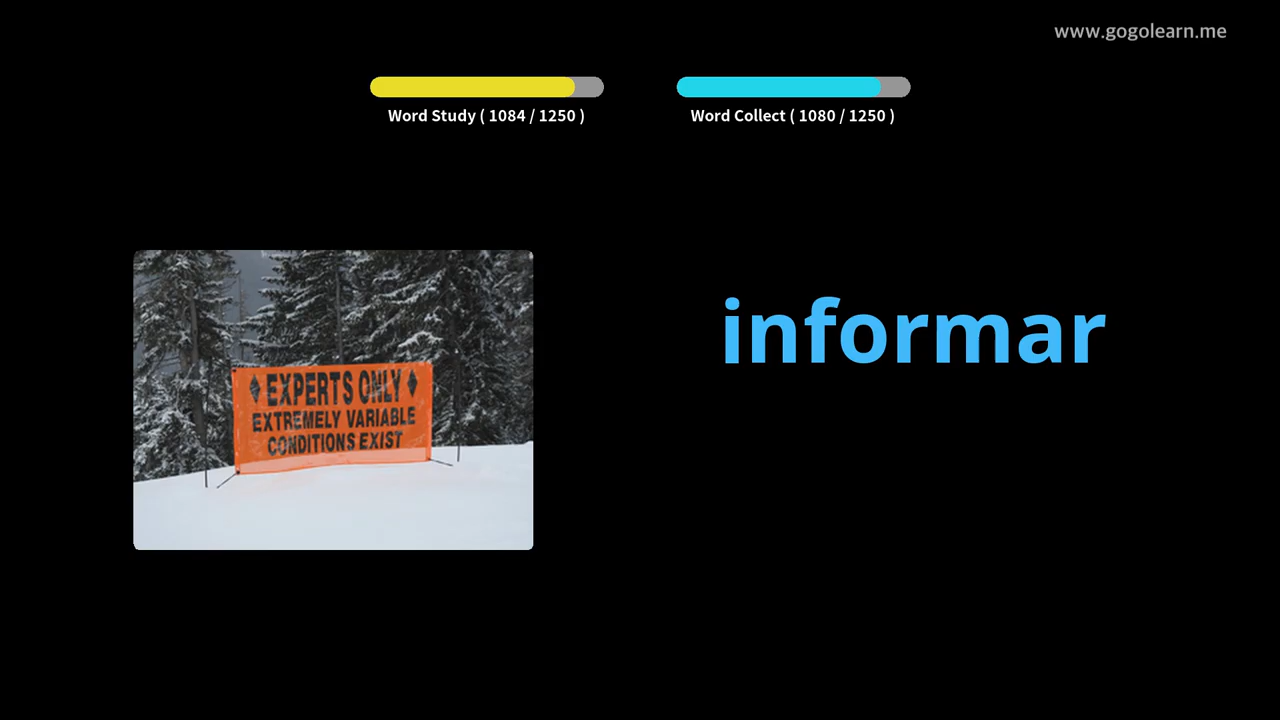 www.gogolearn.me
Word Study ( 1084 / 1250 )
Word Collect ( 1080 / 1250 )
informar
EXPERTS ONLY
EXTREMELY VARIABLE
CONDITIONS EXIST